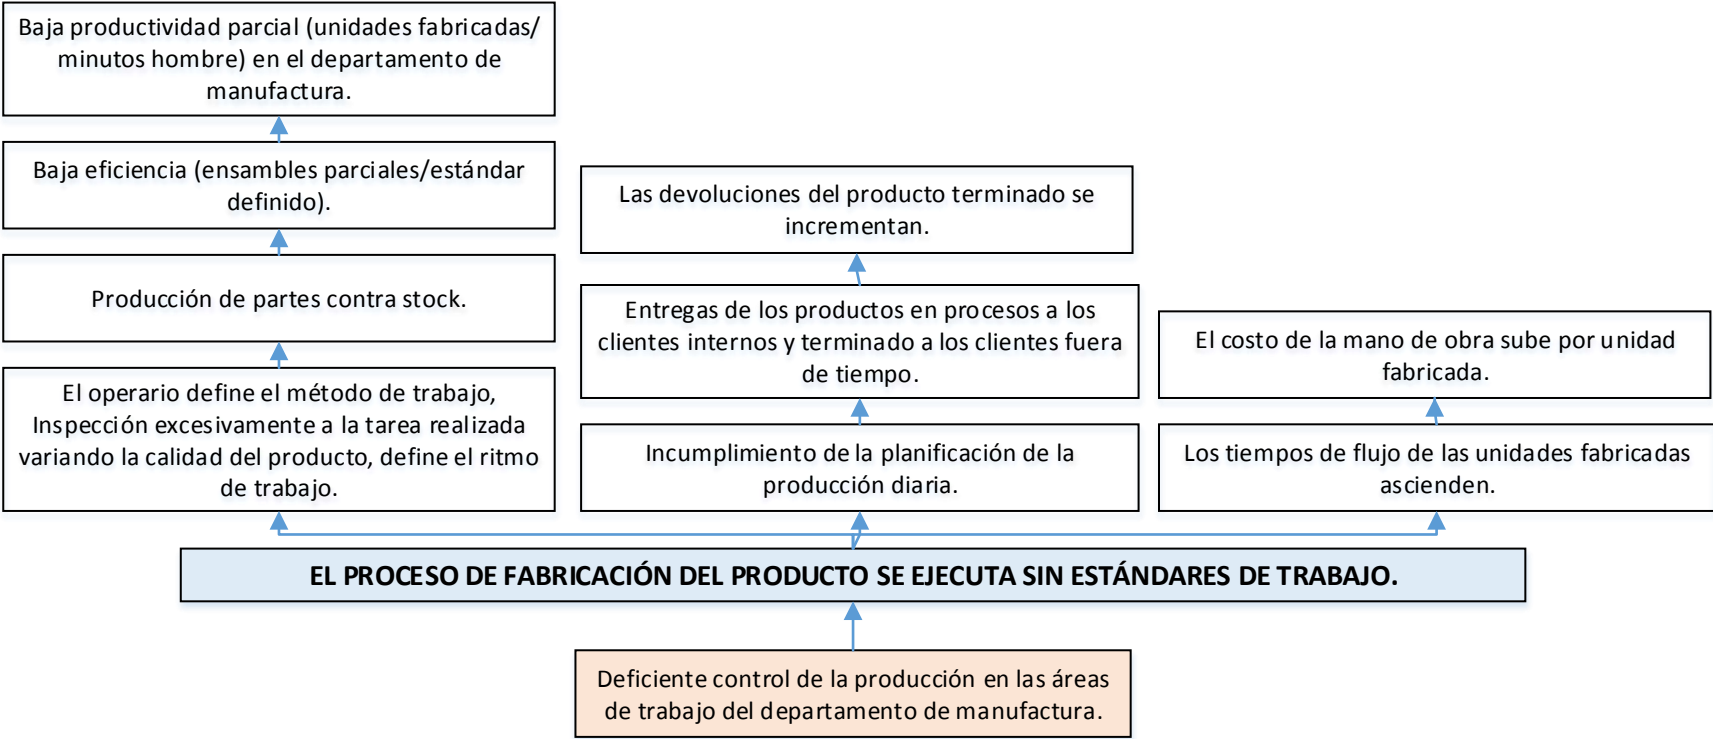 Baja productividad parcial (unidades fabricadas/
minutos hombre) en el departamento de
manufactura.
Baja eficiencia (ensambles parciales/estándar
definido).
Producción de partes contra stock.
El operario define el método de trabajo,
Inspección excesivamente a la tarea realizada
variando la calidad del producto, define el ritmo
de trabajo.
Las devoluciones del producto terminado se
incrementan.
Entregas de los productos en procesos a los
clientes internos y terminado a los clientes fuera
de tiempo.
Incumplimiento de la planificación de la
producción diaria.
El costo de la mano de obra sube por unidad
fabricada.
Los tiempos de flujo de las unidades fabricadas
ascienden.
EL PROCESO DE FABRICACIÓN DEL PRODUCTO SE EJECUTA SIN ESTÁNDARES DE TRABAJO.
Deficiente control de la producción en las áreas
de trabajo del departamento de manufactura.